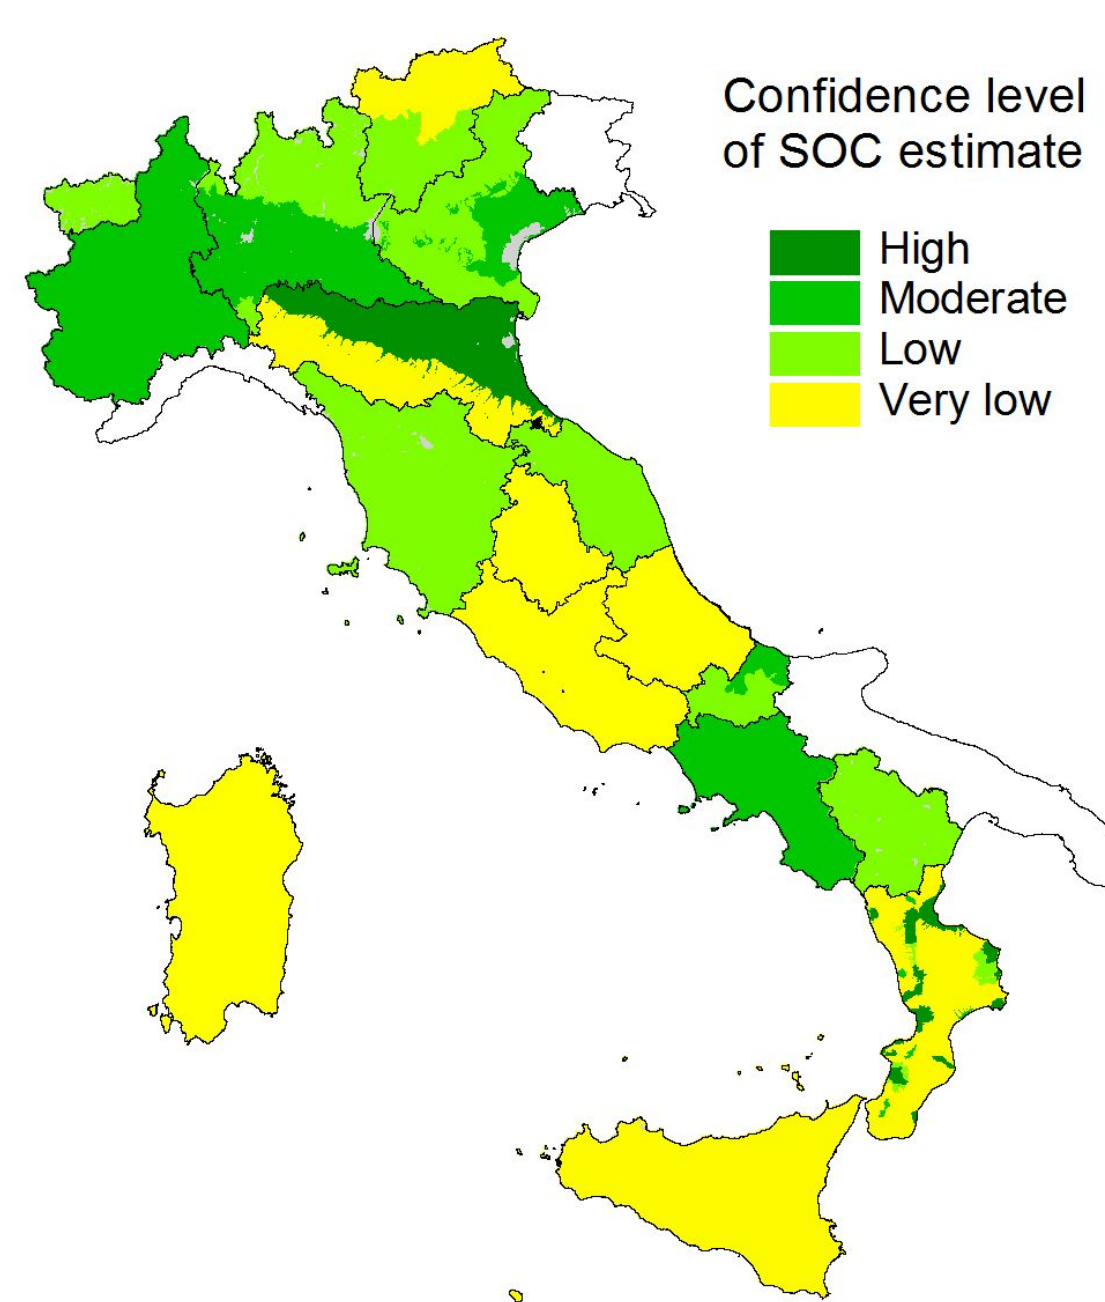 Confidence level
of SOC estimate
High
Moderate
Low
Very low